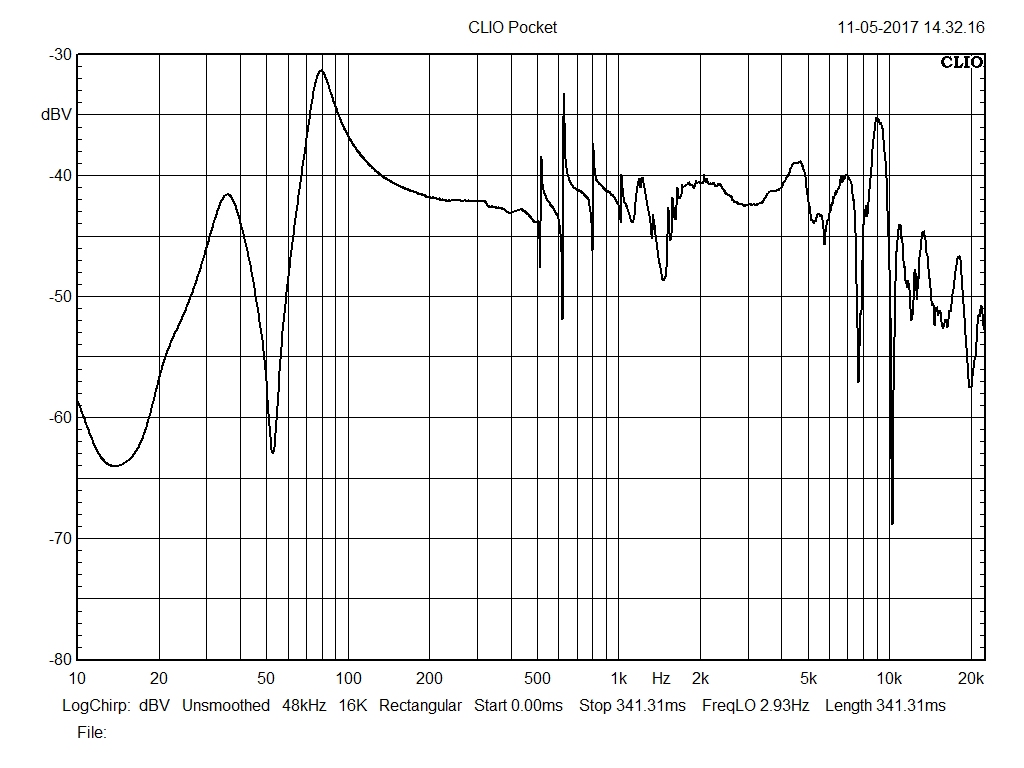 CLIO Pocket 11-05-2017 14.32.16
-30
CLIO
dBV
-40
-50
-60
-70
-80
10 20 50 100 200 500 1k Hz 2k 5k 10k 20k
LogChirp: dBV Unsmoothed 48kHz 16K Rectangular Start 0.00ms Stop 341.31ms FreqLO 2.93Hz Length 341.31ms
File: